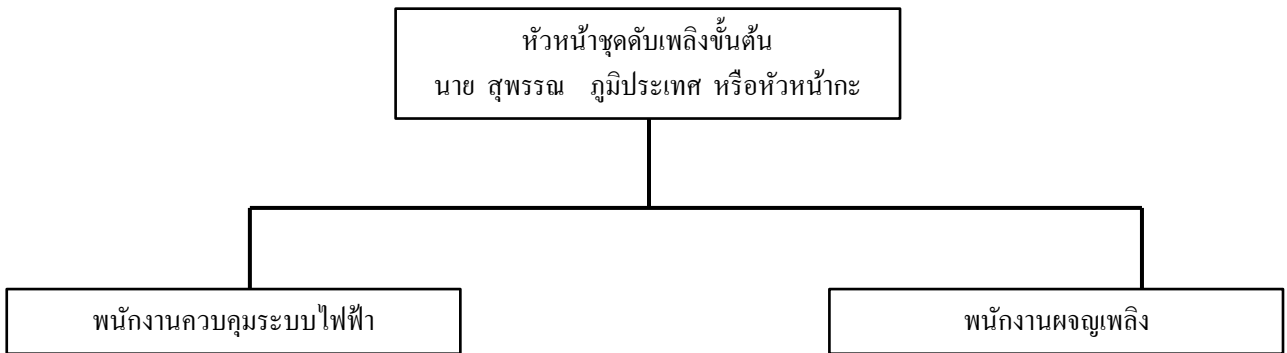 หัวหน้าชุดดับเพลิงขั้นต้น
นาย สุพรรณ ภูมิประเทศ หรือหัวหน้ากะ
พนักงานควบคุมระบบไฟฟ้า
พนักงานผจญเพลิง